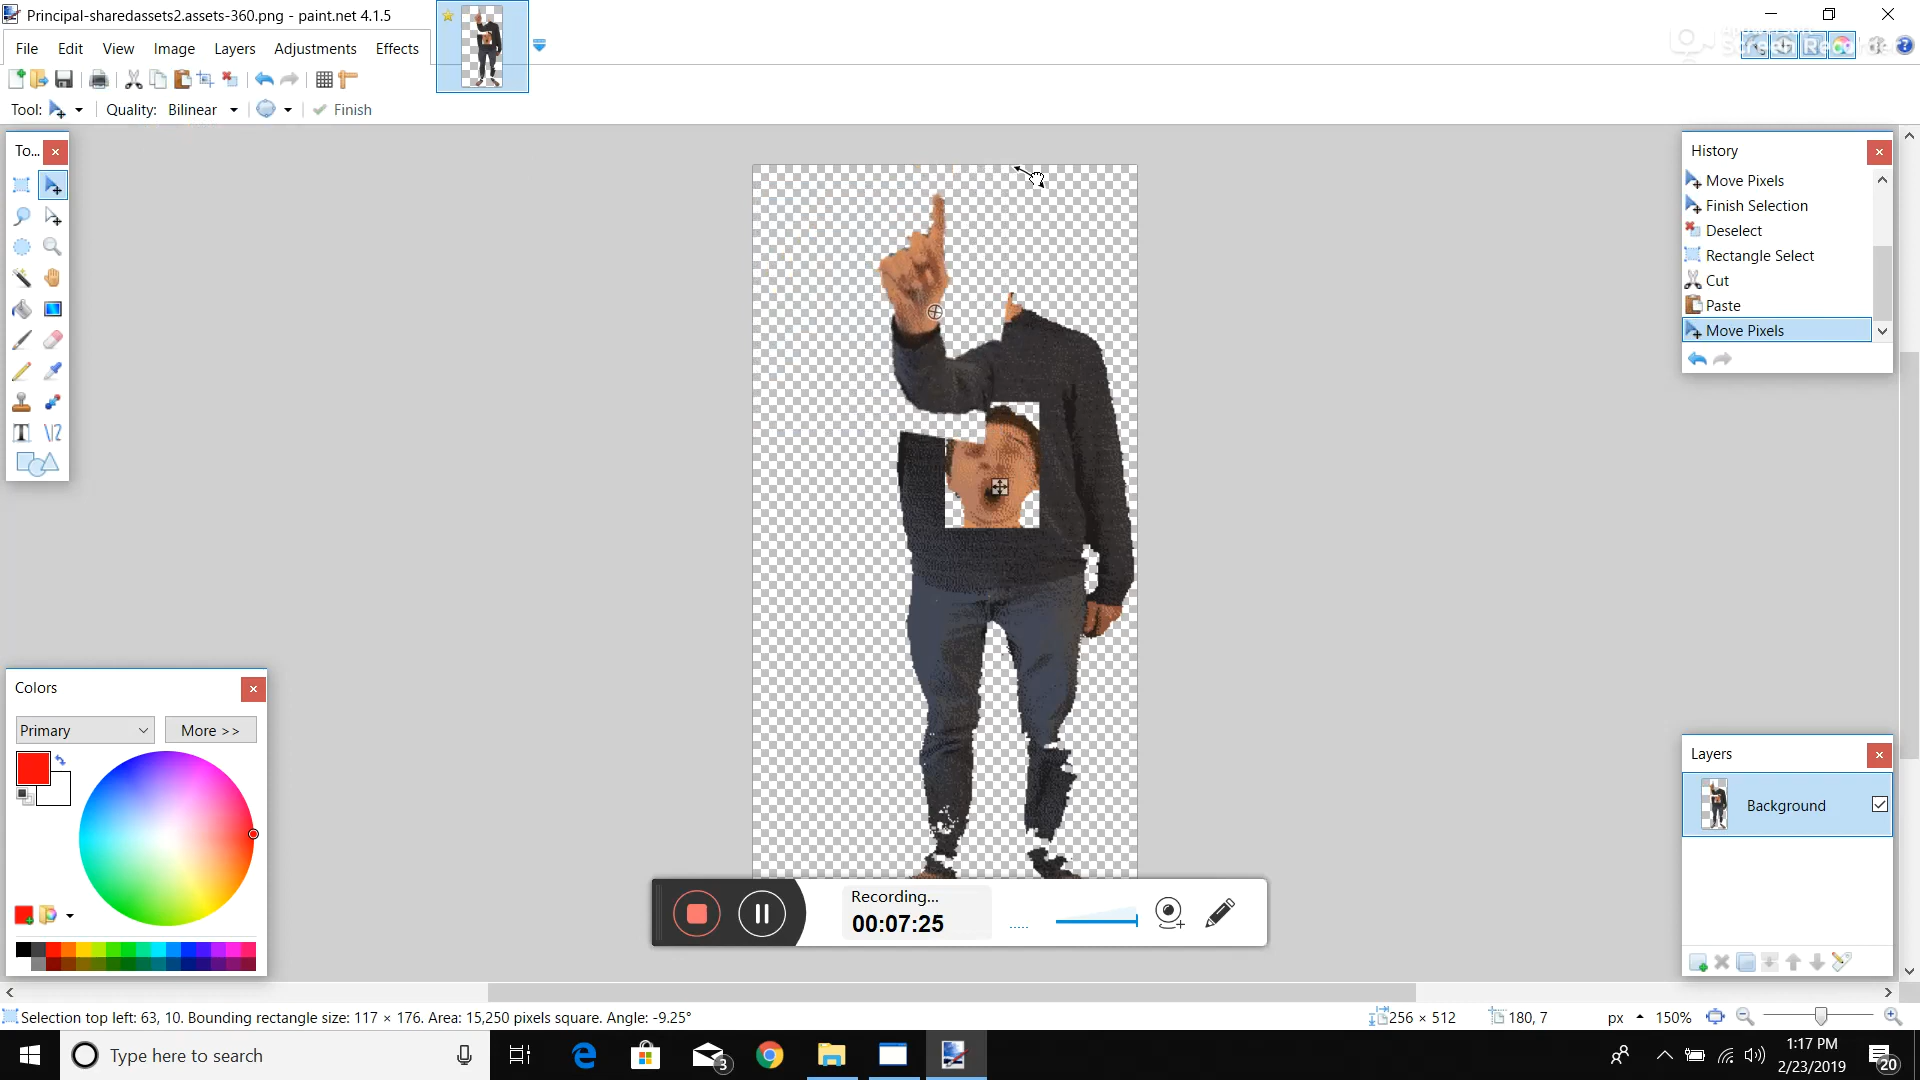 Principal-sharedassets2.assets-360.png - paint.net 4.1.5
File Edit View Image Layers Adjustments Effects
Tool: Quality: Bilinear Finish
To...
History
Move Pixels
Finish Selection
Deselect
Rectangle Select
Cut
Paste
Move Pixels
Colors
Primary More >>
Layers
Background
Recording...
00:07:25
Selection top left: 63, 10. Bounding rectangle size: 117 × 176. Area: 15,250 pixels square. Angle: -9.25°
256 × 512 180, 7 px 150%
Type here to search
3
1:17 PM
2/23/2019
20